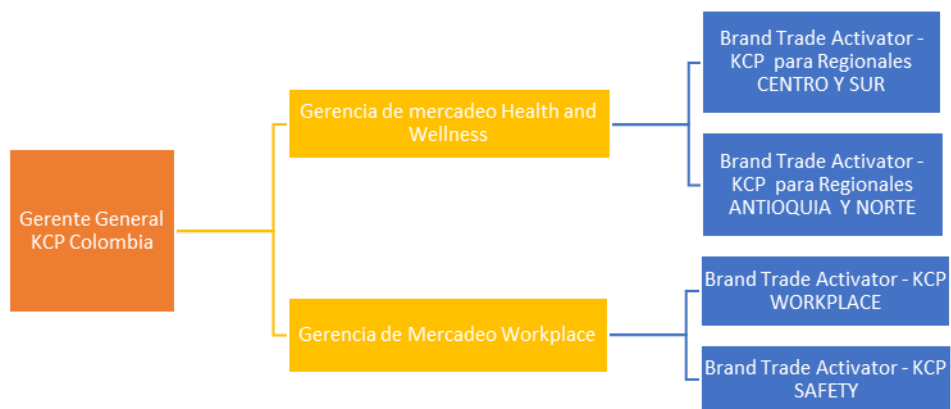 Gerente General
KCP Colombia
Gerencia de mercadeo Health and
Wellness
Brand Trade Activator -
KCP para Regionales
CENTRO Y SUR
Brand Trade Activator -
KCP para Regionales
ANTIOQUIA Y NORTE
Gerencia de Mercadeo Workplace
Brand Trade Activator - KCP
WORKPLACE
Brand Trade Activator - KCP
SAFETY